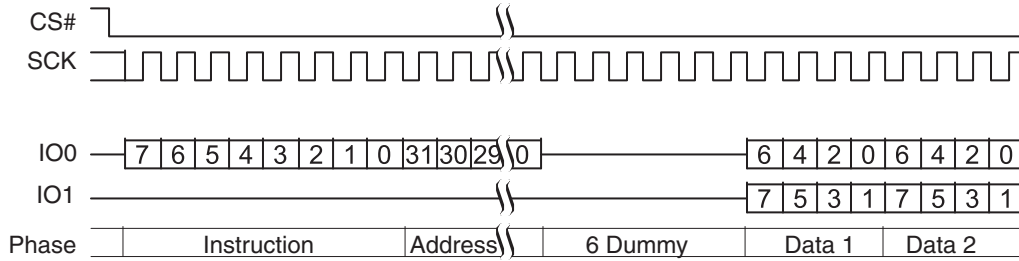 CS#
SCK
IO0 7 6 5 4 3 2 1 0 31 30 29 0 6 4 2 0 6 4 2 0
IO1 7 5 3 1 7 5 3 1
Phase Instruction Address 6 Dummy Data 1 Data 2